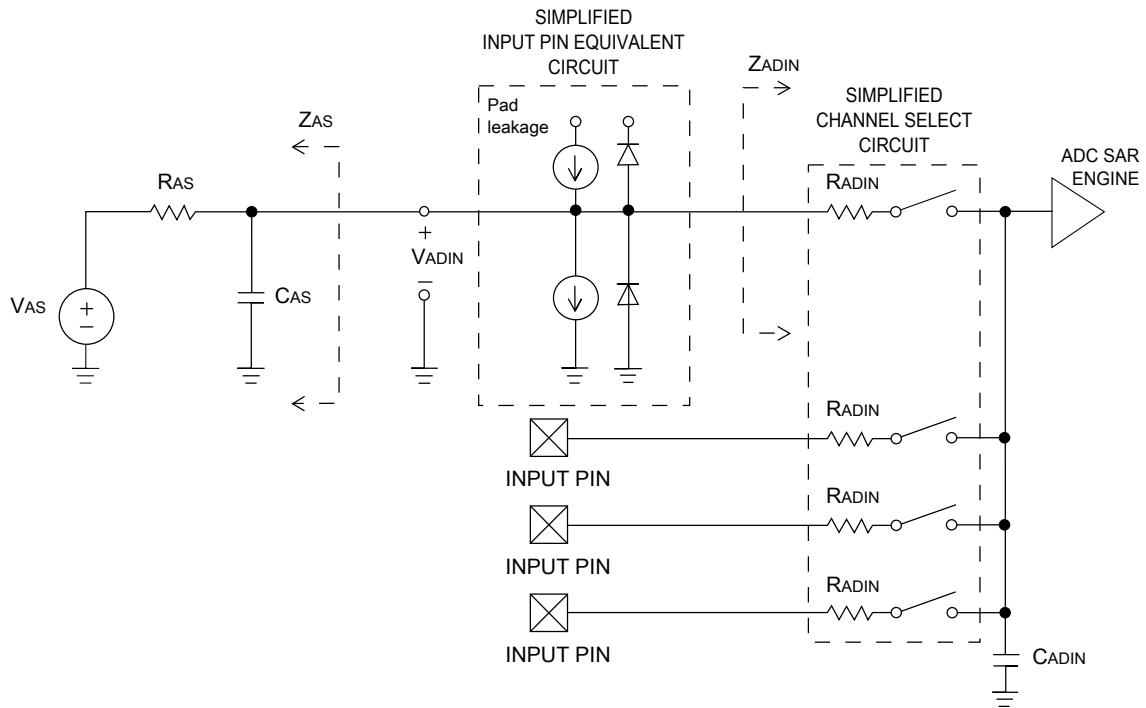 SIMPLIFIED
INPUT PIN EQUIVALENT
CIRCUIT
Pad
leakage
ZAS
RAS
VADIN
+
–
CAS
VAS
+
–
ZADIN
SIMPLIFIED
CHANNEL SELECT
CIRCUIT
ADC SAR
ENGINE
RADIN
RADIN
INPUT PIN
RADIN
INPUT PIN
RADIN
INPUT PIN
CADIN